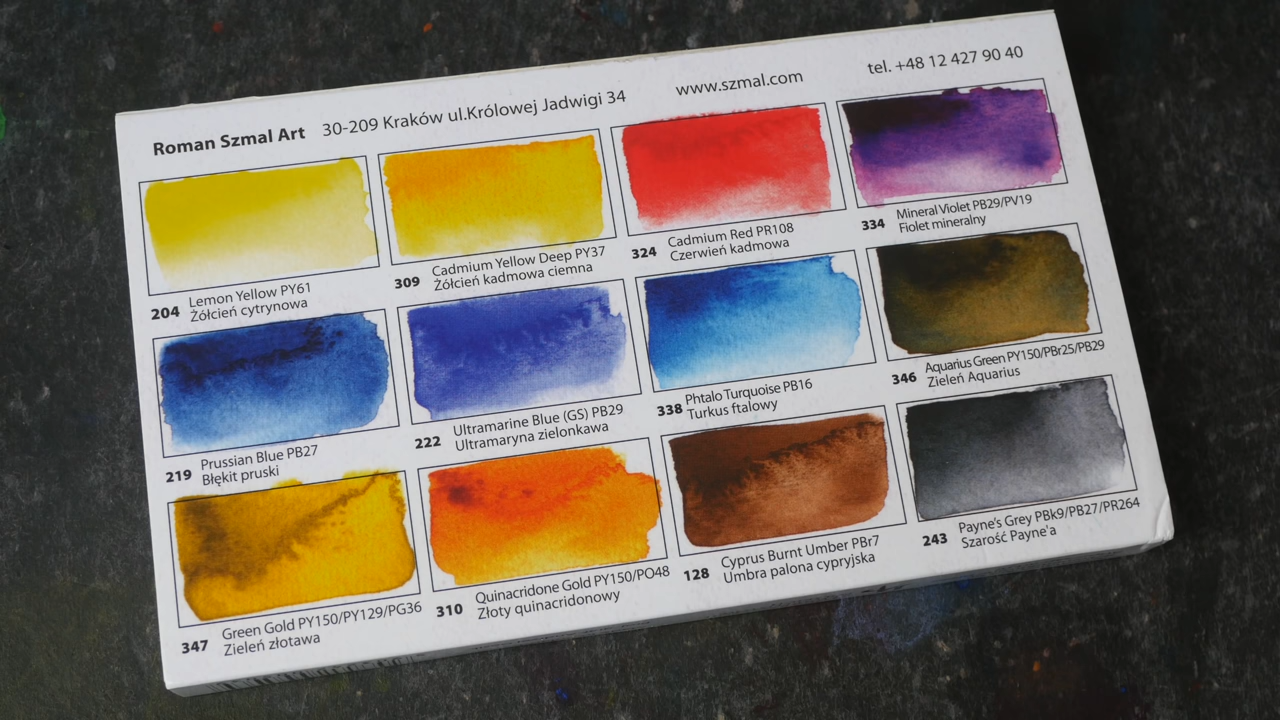 Roman Szmal Art 30-209 Kraków ul.Królowej Jadwigi 34 www.szmal.com tel. +48 12 427 90 40
204 Lemon Yellow PY61
Żółcień cytrynowa
309 Cadmium Yellow Deep PY37
Żółcień kadmowa ciemna
324 Cadmium Red PR108
Czerwień kadmowa
334 Mineral Violet PB29/PV19
Fiolet mineralny
219 Prussian Blue PB27
Błękit pruski
222 Ultramarine Blue (GS) PB29
Ultramaryna zielonkawa
338 Phtalo Turquoise PB16
Turkus ftalowy
346 Aquarius Green PY150/PBr25/PB29
Zieleń Aquarius
347 Green Gold PY150/PY129/PG36
Zieleń złotawa
310 Quinacridone Gold PY150/PO48
Złoty quinacridonowy
128 Cyprus Burnt Umber PBr7
Umbra palona cypryjska
243 Payne's Grey PBk9/PB27/PR264
Szarość Payne'a